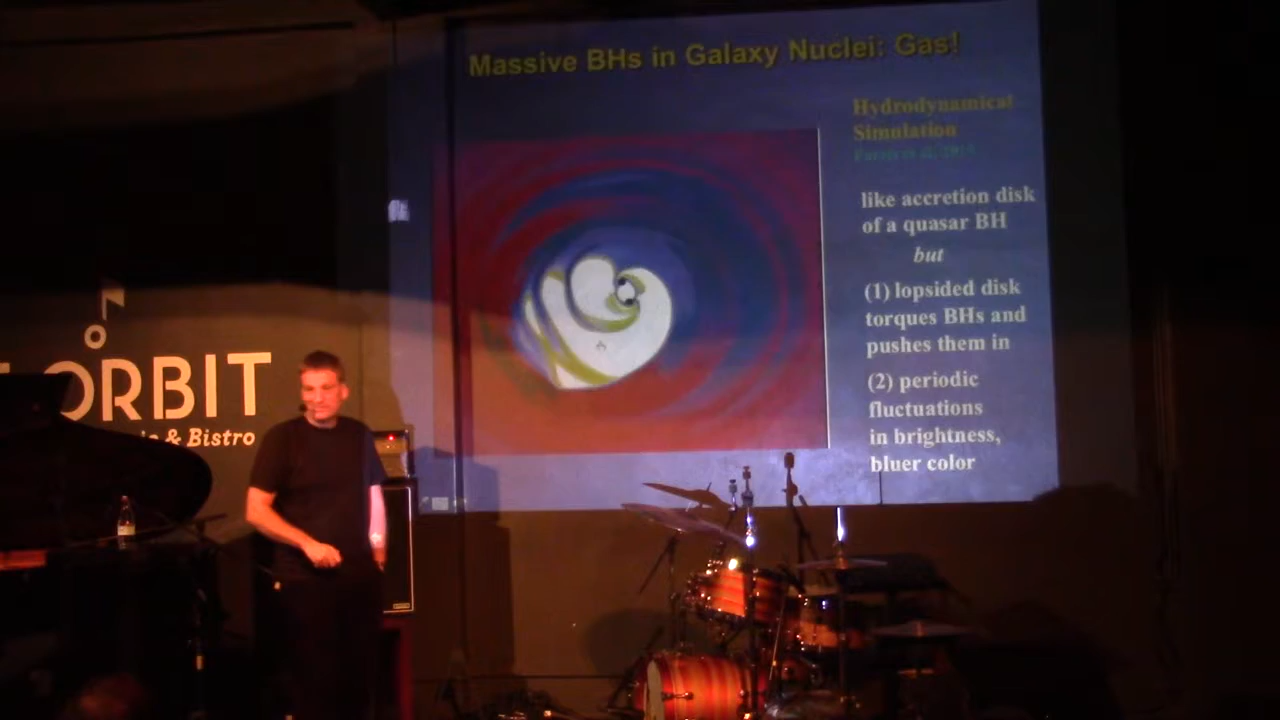 Massive BHs in Galaxy Nuclei: Gas!
Hydrodynamical
Simulation
like accretion disk
of a quasar BH
but
(1) lopsided disk
torques BHs and
pushes them in
(2) periodic
fluctuations
in brightness,
bluer color
ORBIT
& Bistro